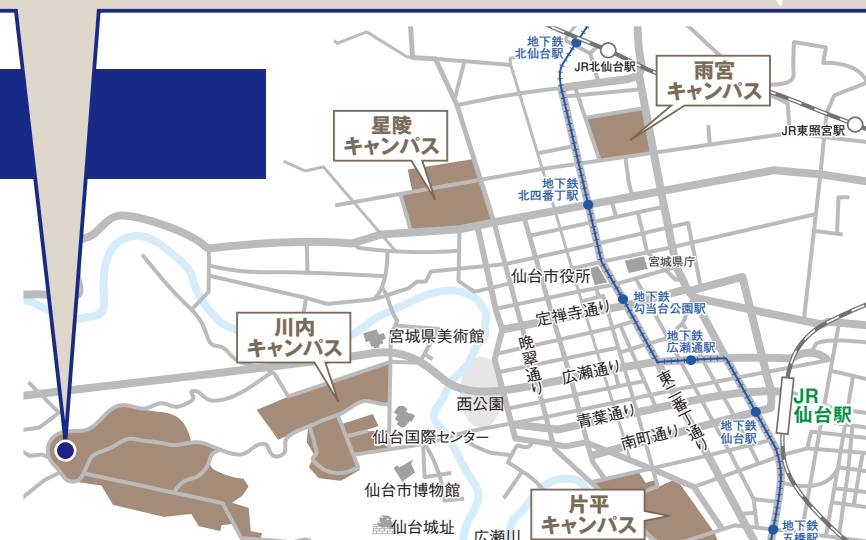 地下鉄
北仙台駅
JR北仙台駅
雨宮
キャンパス
JR東照宮駅
星陵
キャンパス
地下鉄
北四番丁駅
仙台市役所
宮城県庁
地下鉄
勾当台公園駅
定禅寺通り
川内
キャンパス
宮城県美術館
晩翠通り
地下鉄
広瀬通駅
広瀬通り
西公園
東二番丁通り
JR
仙台駅
青葉通り
地下鉄
仙台駅
南町通り
仙台国際センター
仙台市博物館
片平
キャンパス
仙台城址
広瀬川
地下鉄
五橋駅